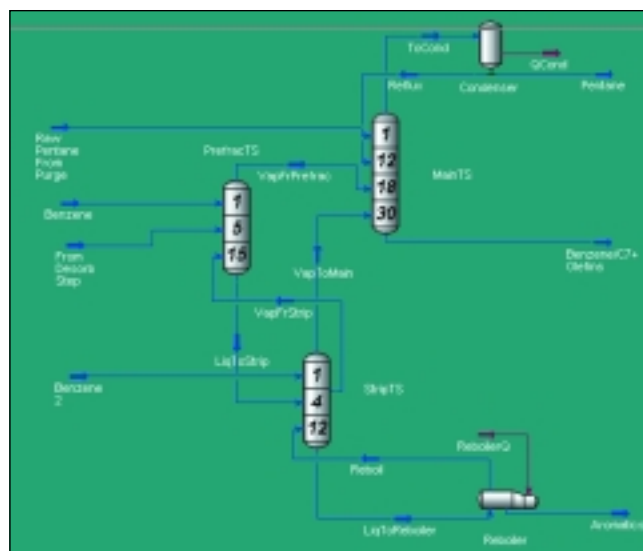 ToCond
QCond
Reflux
Condenser
Pentane
Raw
Pentane
From
Purge
1
12
18
30
MainTS
PrefracTS
VapFrPrefrac
1
5
15
Benzene
From
Desorb
Step
Benzene/C7+
Olefins
VapToMain
VapFrStrip
LiqToStrip
1
4
12
StripTS
Benzene
2
ReboilerQ
Reboil
LiqToReboiler
Reboiler
Aromatics